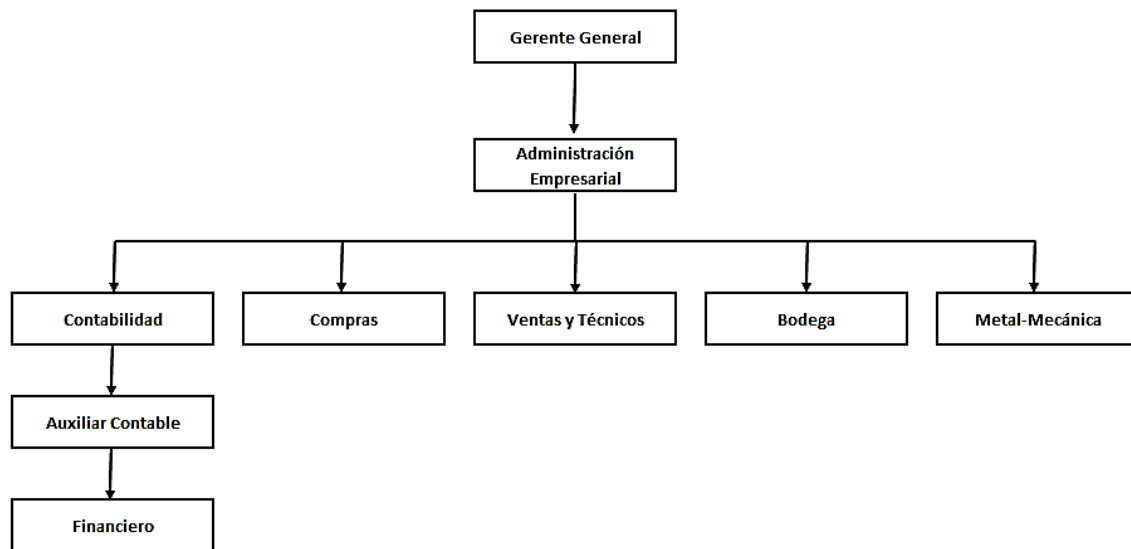 Gerente General
Administración
Empresarial
Contabilidad
Compras
Ventas y Técnicos
Bodega
Metal-Mecánica
Auxiliar Contable
Financiero